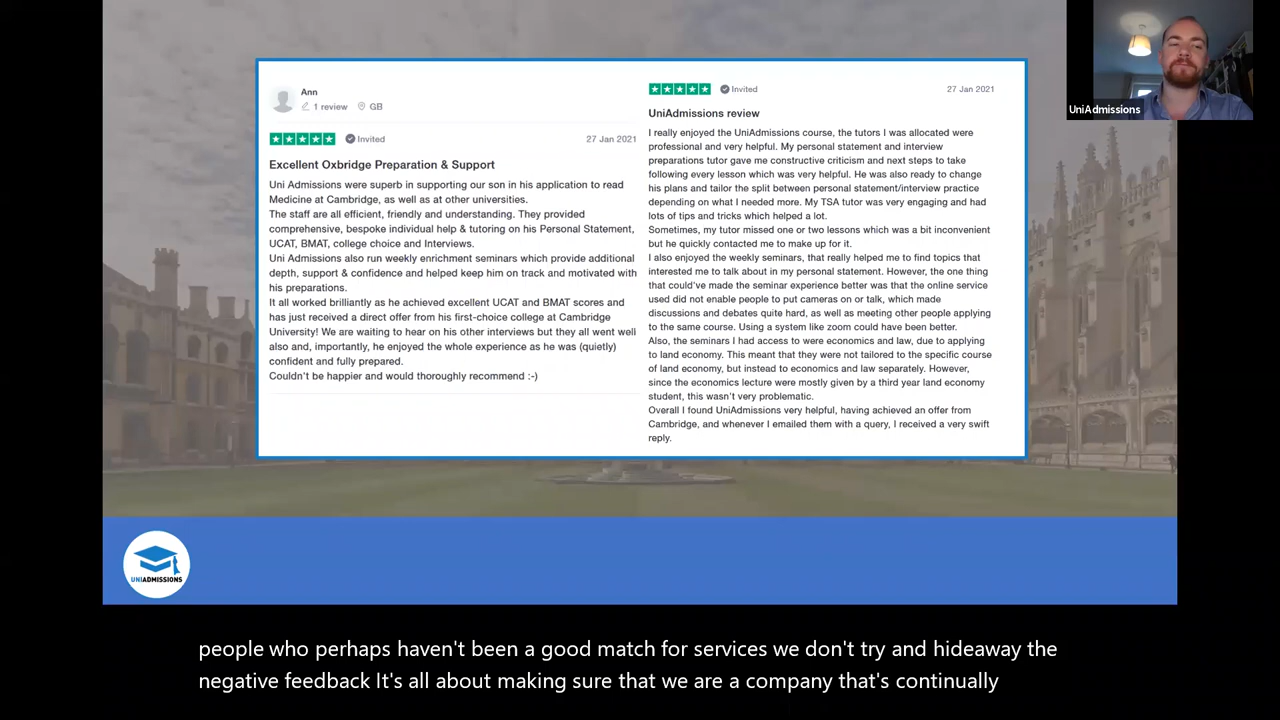 UniAdmissions
Ann
1 review GB
Invited 27 Jan 2021
Excellent Oxbridge Preparation & Support
Uni Admissions were superb in supporting our son in his application to read
Medicine at Cambridge, as well as at other universities.
The staff are all efficient, friendly and understanding. They provided
comprehensive, bespoke individual help & tutoring on his Personal Statement,
UCAT, BMAT, college choice and Interviews.
Uni Admissions also run weekly enrichment seminars which provide additional
depth, support & confidence and helped keep him on track and motivated with
his preparations.
It all worked brilliantly as he achieved excellent UCAT and BMAT scores and
has just received a direct offer from his first-choice college at Cambridge
University! We are waiting to hear on his other interviews but they all went well
also and, importantly, he enjoyed the whole experience as he was (quietly)
confident and fully prepared.
Couldn't be happier and would thoroughly recommend :-)
Invited 27 Jan 2021
UniAdmissions review
I really enjoyed the UniAdmissions course, the tutors I was allocated were
professional and very helpful. My personal statement and interview
preparations tutor gave me constructive criticism and next steps to take
following every lesson which was very helpful. He was also ready to change
his plans and tailor the split between personal statement/interview practice
depending on what I needed more. My TSA tutor was very engaging and had
lots of tips and tricks which helped a lot.
Sometimes, my tutor missed one or two lessons which was a bit inconvenient
but he quickly contacted me to make up for it.
I also enjoyed the weekly seminars, that really helped me to find topics that
interested me to talk about in my personal statement. However, the one thing
that could've made the seminar experience better was that the online service
used did not enable people to put cameras on or talk, which made
discussions and debates quite hard, as well as meeting other people applying
to the same course. Using a system like zoom could have been better.
Also, the seminars I had access to were economics and law, due to applying
to land economy. This meant that they were not tailored to the specific course
of land economy, but instead to economics and law separately. However,
since the economics lecture were mostly given by a third year land economy
student, this wasn't very problematic.
Overall I found UniAdmissions very helpful, having achieved an offer from
Cambridge, and whenever I emailed them with a query, I received a very swift
reply.
UNIADMISSIONS
people who perhaps haven't been a good match for services we don't try and hideaway the
negative feedback It's all about making sure that we are a company that's continually